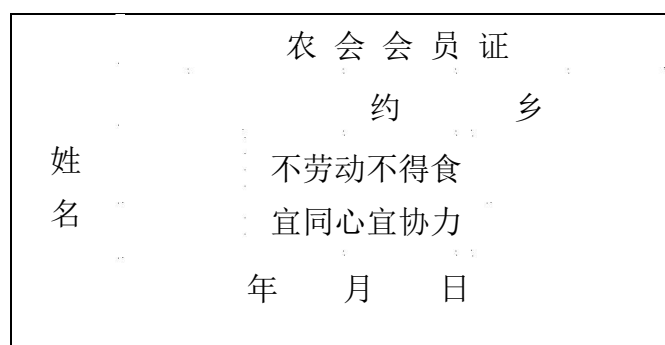 农 会 会 员 证
约 乡
姓名
不劳动不得食
宜同心宜协力
年 月 日